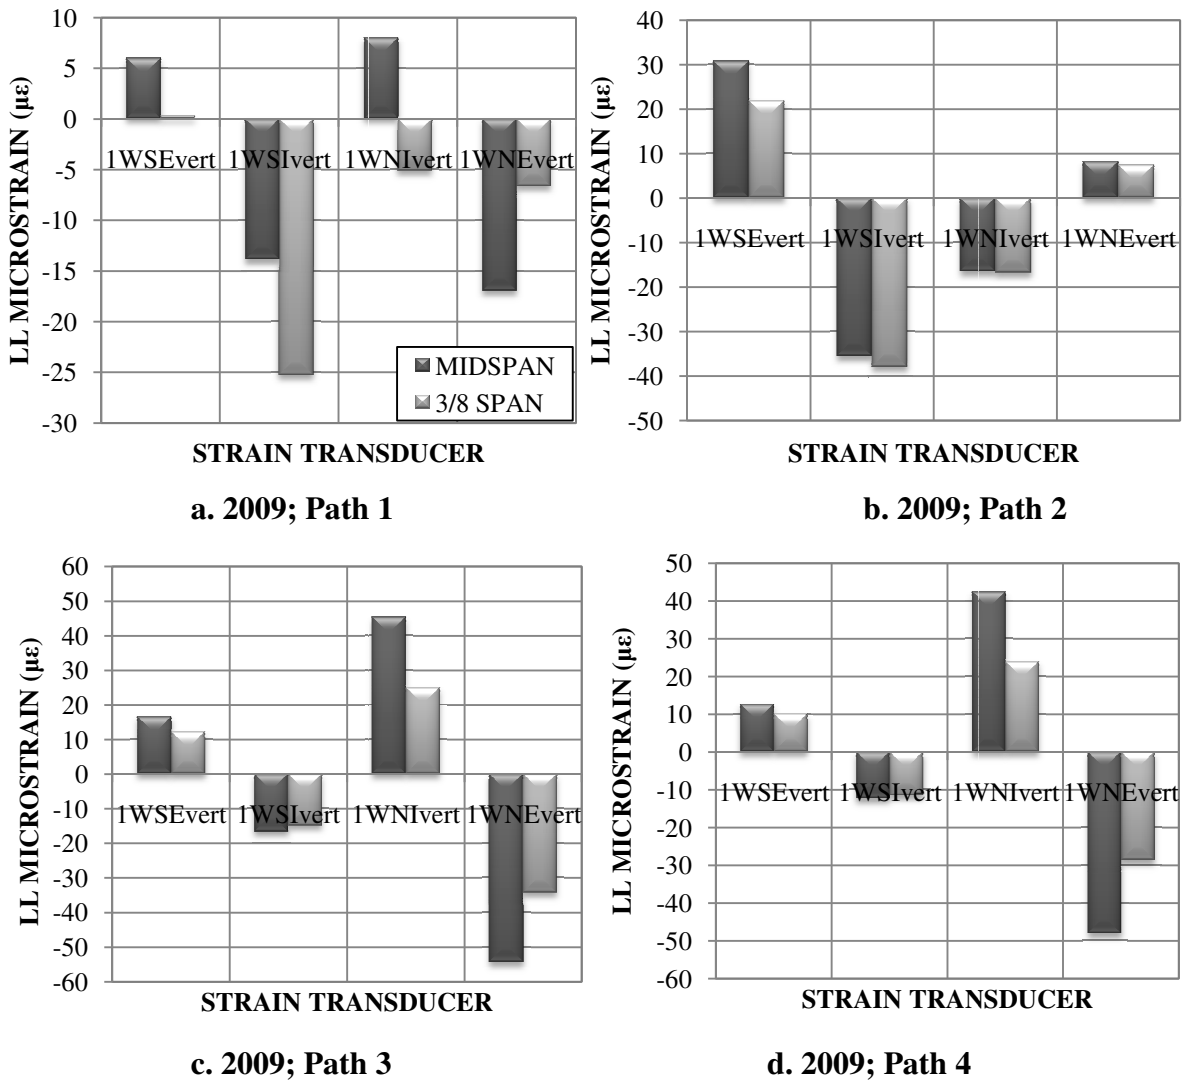 10
5
0
-5
-10
-15
-20
-25
-30
LL MICROSTRAIN (με)
1WSEvert 1WSIvert 1WNIvert 1WNEvert
MIDSPAN
3/8 SPAN
STRAIN TRANSDUCER
a. 2009; Path 1
40
30
20
10
0
-10
-20
-30
-40
-50
LL MICROSTRAIN (με)
1WSEvert 1WSIvert 1WNIvert 1WNEvert
STRAIN TRANSDUCER
b. 2009; Path 2
60
50
40
30
20
10
0
-10
-20
-30
-40
-50
-60
LL MICROSTRAIN (με)
1WSEvert 1WSIvert 1WNIvert 1WNEvert
STRAIN TRANSDUCER
c. 2009; Path 3
50
40
30
20
10
0
-10
-20
-30
-40
-50
-60
LL MICROSTRAIN (με)
1WSEvert 1WSIvert 1WNIvert 1WNEvert
STRAIN TRANSDUCER
d. 2009; Path 4